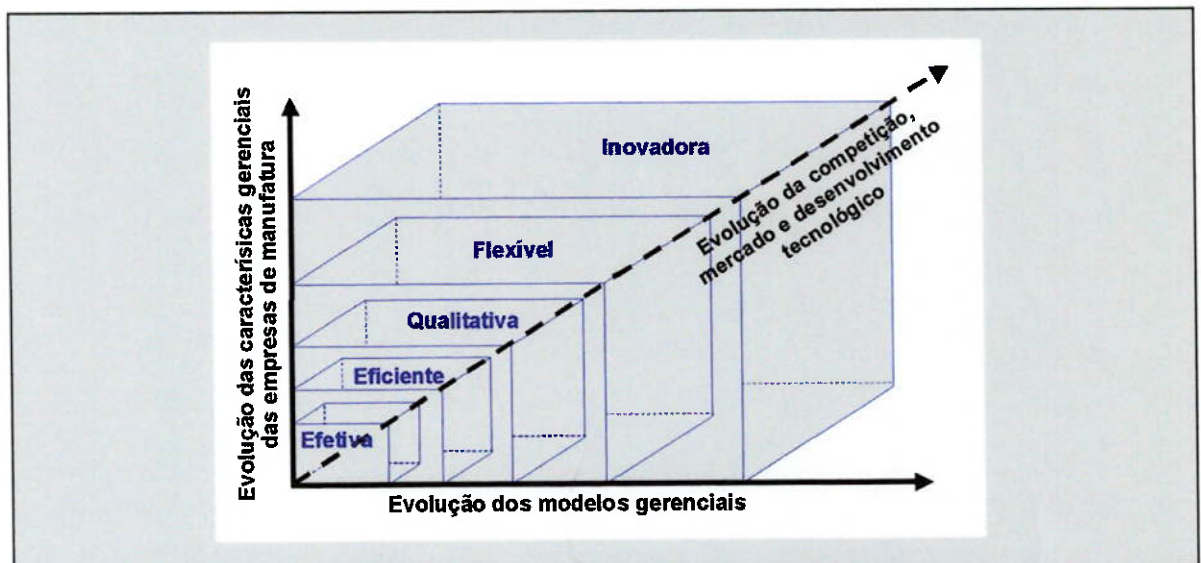 Evolução das caracterísicas gerenciais
das empresas de manufatura
Inovadora
Flexível
Qualitativa
Eficiente
Efetiva
Evolução da competição,
mercado e desenvolvimento
tecnológico
Evolução dos modelos gerenciais